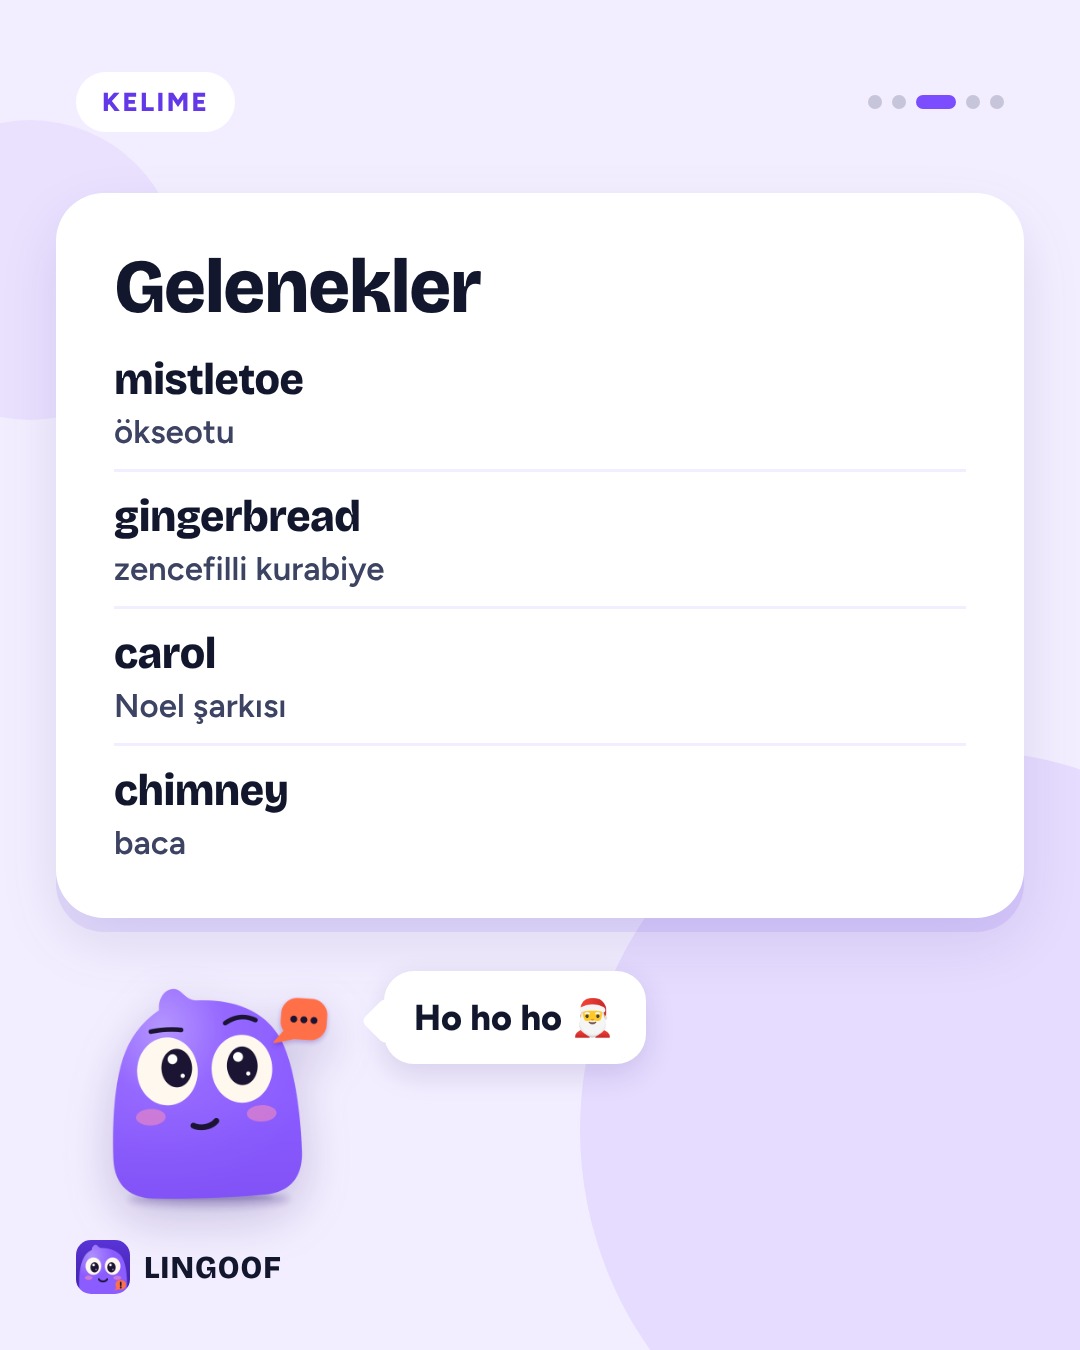 KELIME
Gelenekler
mistletoe
ökseotu
gingerbread
zencefilli kurabiye
carol
Noel şarkısı
chimney
baca
Ho ho ho 🎅
LINGOOF